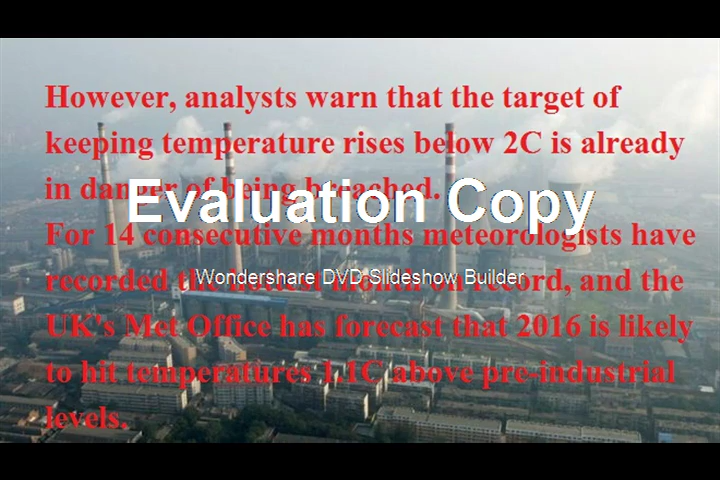 However, analysts warn that the target of
keeping temperature rises below 2C is already
in danger of being breached.
Evaluation Copy
For 14 consecutive months meteorologists have
recorded the hottest month on record, and the
Wondershare DVD Slideshow Builder
UK's Met Office has forecast that 2016 is likely
to hit temperatures 1.1C above pre-industrial
levels.